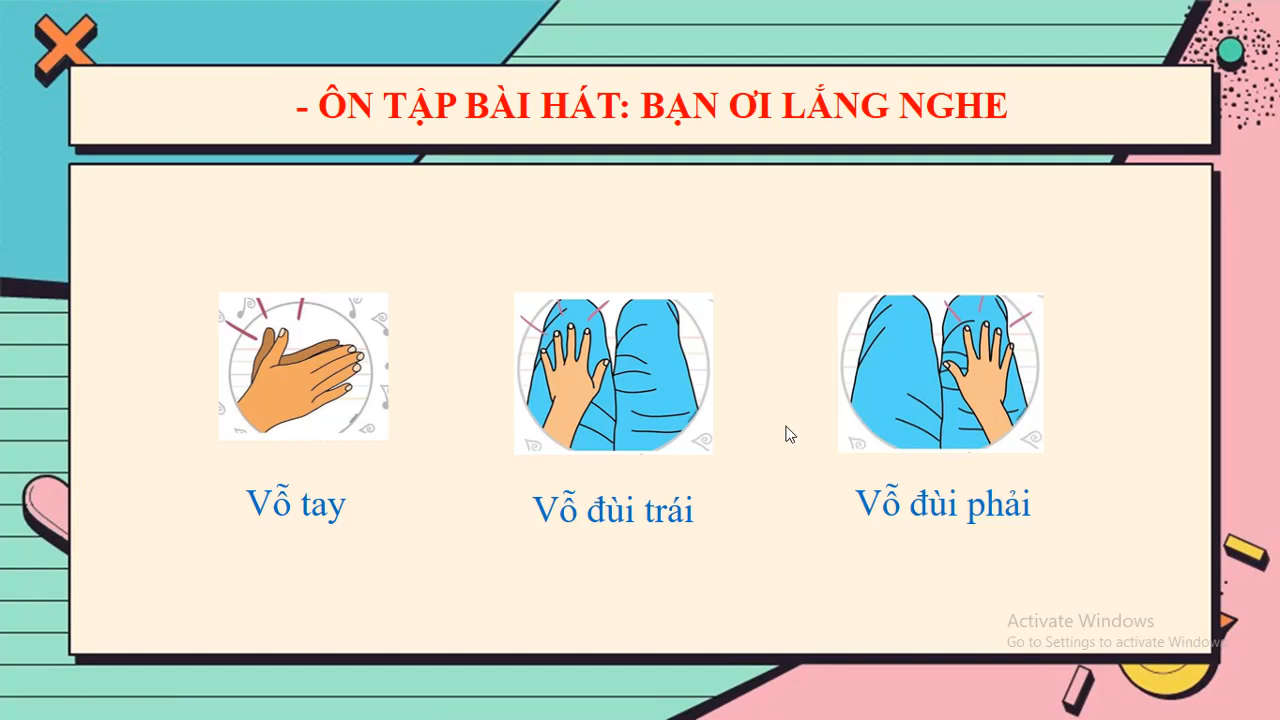 - ÔN TẬP BÀI HÁT: BẠN ƠI LẮNG NGHE
Vỗ tay
Vỗ đùi trái
Vỗ đùi phải
Activate Windows
Go to Settings to activate Windows